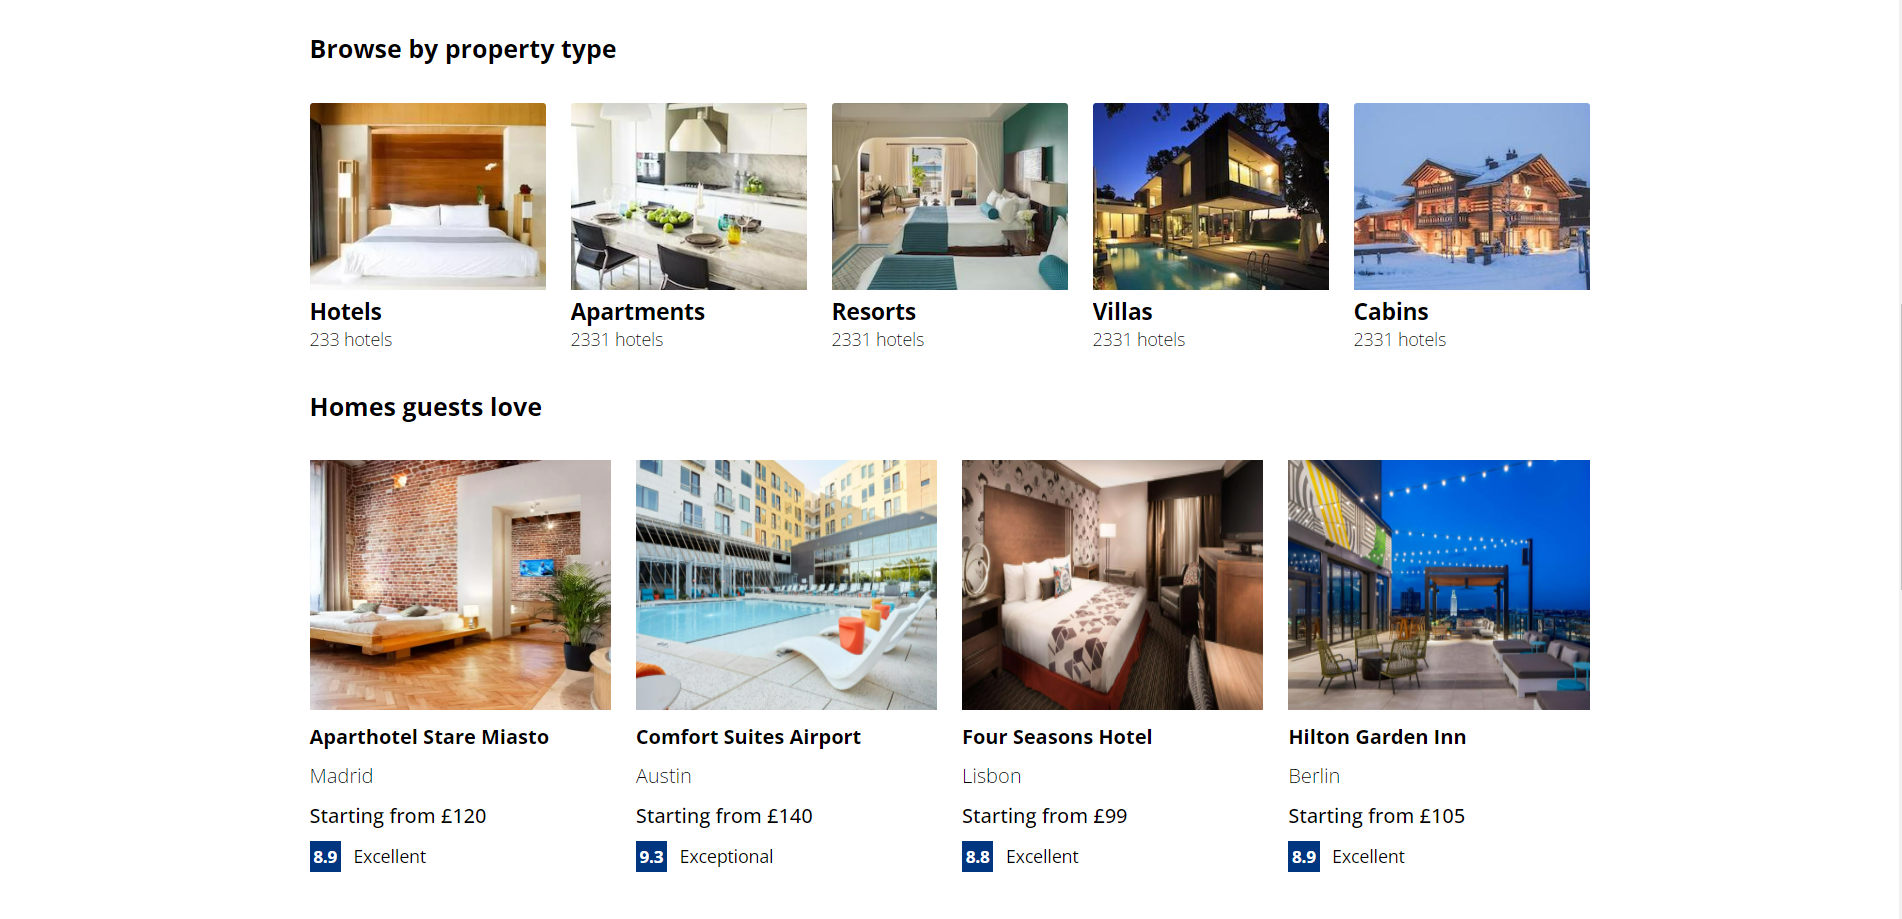 Browse by property type
Hotels
233 hotels
Apartments
2331 hotels
Resorts
2331 hotels
Villas
2331 hotels
Cabins
2331 hotels
Homes guests love
Aparthotel Stare Miasto
Madrid
Starting from £120
8.9 Excellent
Comfort Suites Airport
Austin
Starting from £140
9.3 Exceptional
Four Seasons Hotel
Lisbon
Starting from £99
8.8 Excellent
Hilton Garden Inn
Berlin
Starting from £105
8.9 Excellent